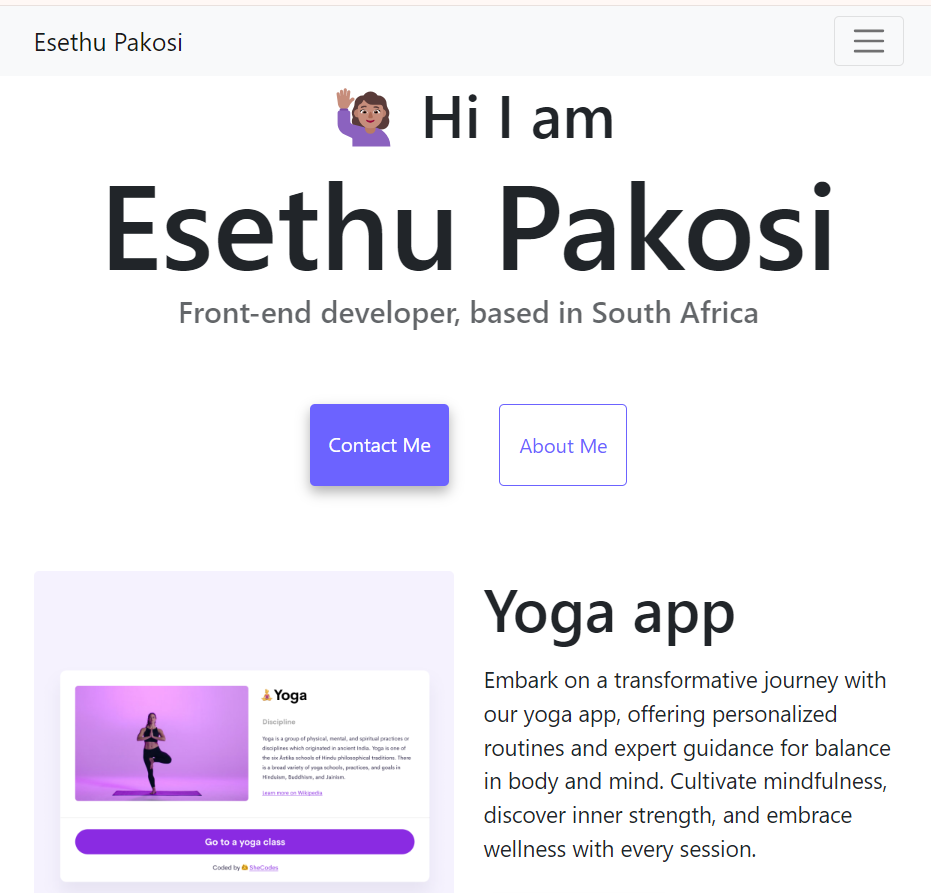 Esethu Pakosi
Hi I am
Esethu Pakosi
Front-end developer, based in South Africa
Contact Me
About Me
Yoga
Discipline
Yoga is a group of physical, mental, and spiritual practices or
disciplines which originated in ancient India. Yoga is one of
the six Āstika schools of Hindu philosophical traditions. There
is a broad variety of yoga schools, practices, and goals in
Hinduism, Buddhism, and Jainism.
Learn more on Wikipedia
Go to a yoga class
Coded by SheCodes
Yoga app
Embark on a transformative journey with
our yoga app, offering personalized
routines and expert guidance for balance
in body and mind. Cultivate mindfulness,
discover inner strength, and embrace
wellness with every session.